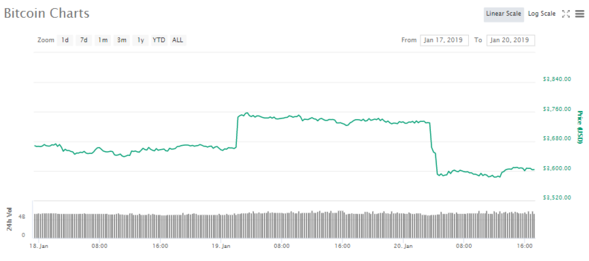 Bitcoin Charts
Linear Scale Log Scale
Zoom 1d 7d 1m 3m 1y YTD ALL
From Jan 17, 2019 To Jan 20, 2019
$3,840.00
$3,760.00
$3,680.00
$3,600.00
$3,520.00
Price (USD)
24h Vol
4B
0
18. Jan 08:00 16:00 19. Jan 08:00 16:00 20. Jan 08:00 16:00